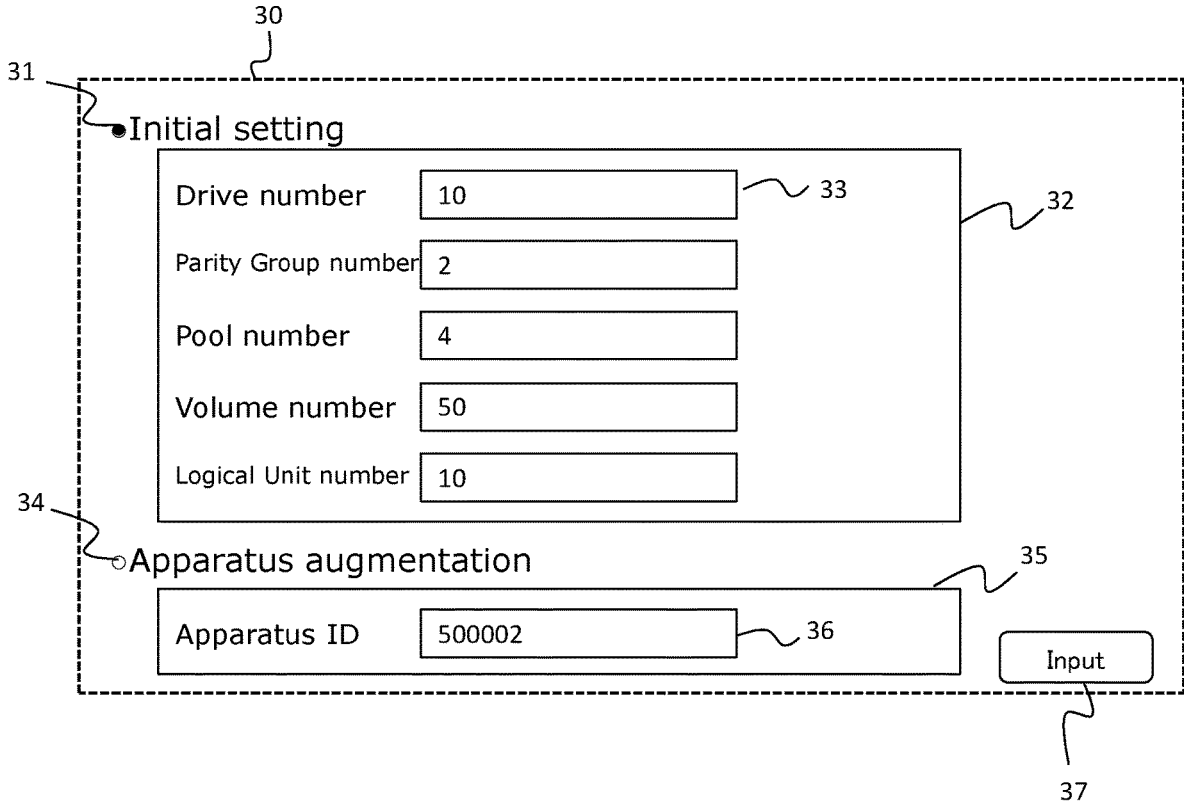 30
31
Initial setting
Drive number 10 33
32
Parity Group number 2
Pool number 4
Volume number 50
Logical Unit number 10
34
Apparatus augmentation
35
Apparatus ID 500002 36
Input
37